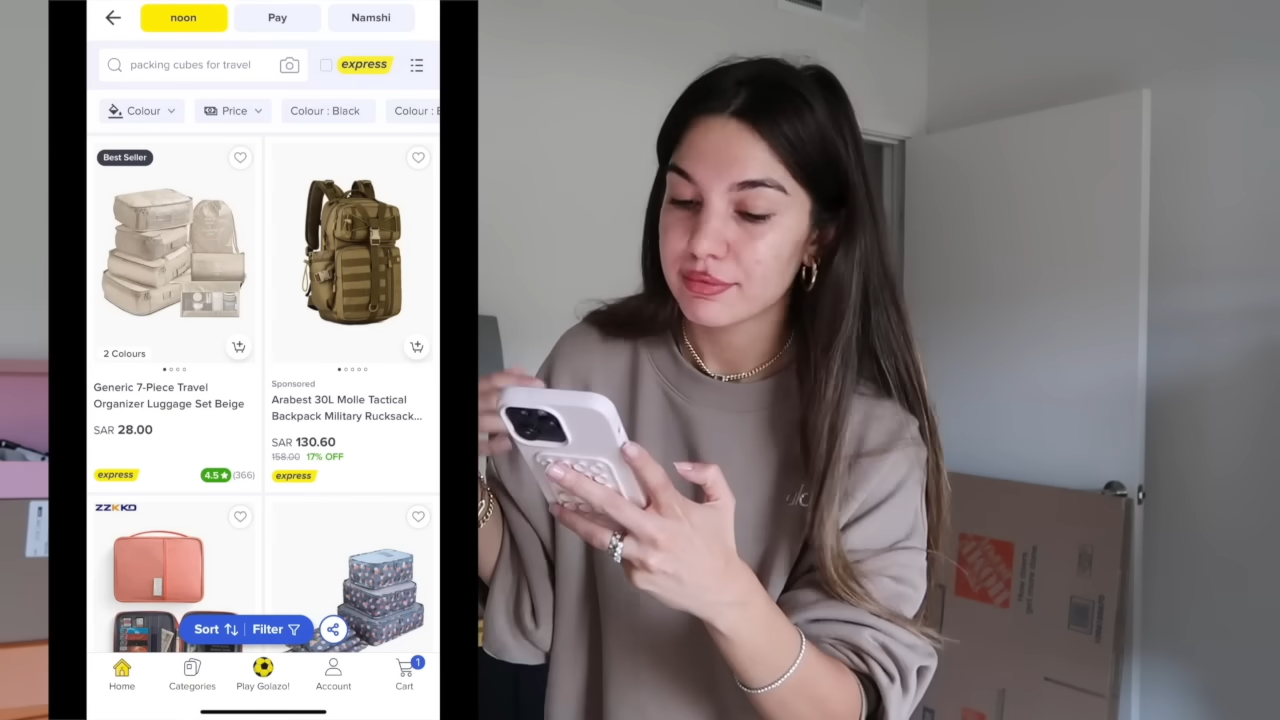 noon
Pay
Namshi
packing cubes for travel
express
Colour
Price
Colour : Black
Best Seller
2 Colours
Generic 7-Piece Travel
Organizer Luggage Set Beige
SAR 28.00
express
4.5★ (366)
Sponsored
Arabest 30L Molle Tactical
Backpack Military Rucksack...
SAR 130.60
158.00 17% OFF
express
ZZKKO
Sort
Filter
Home
Categories
Play Golazo!
Account
Cart
1
alo